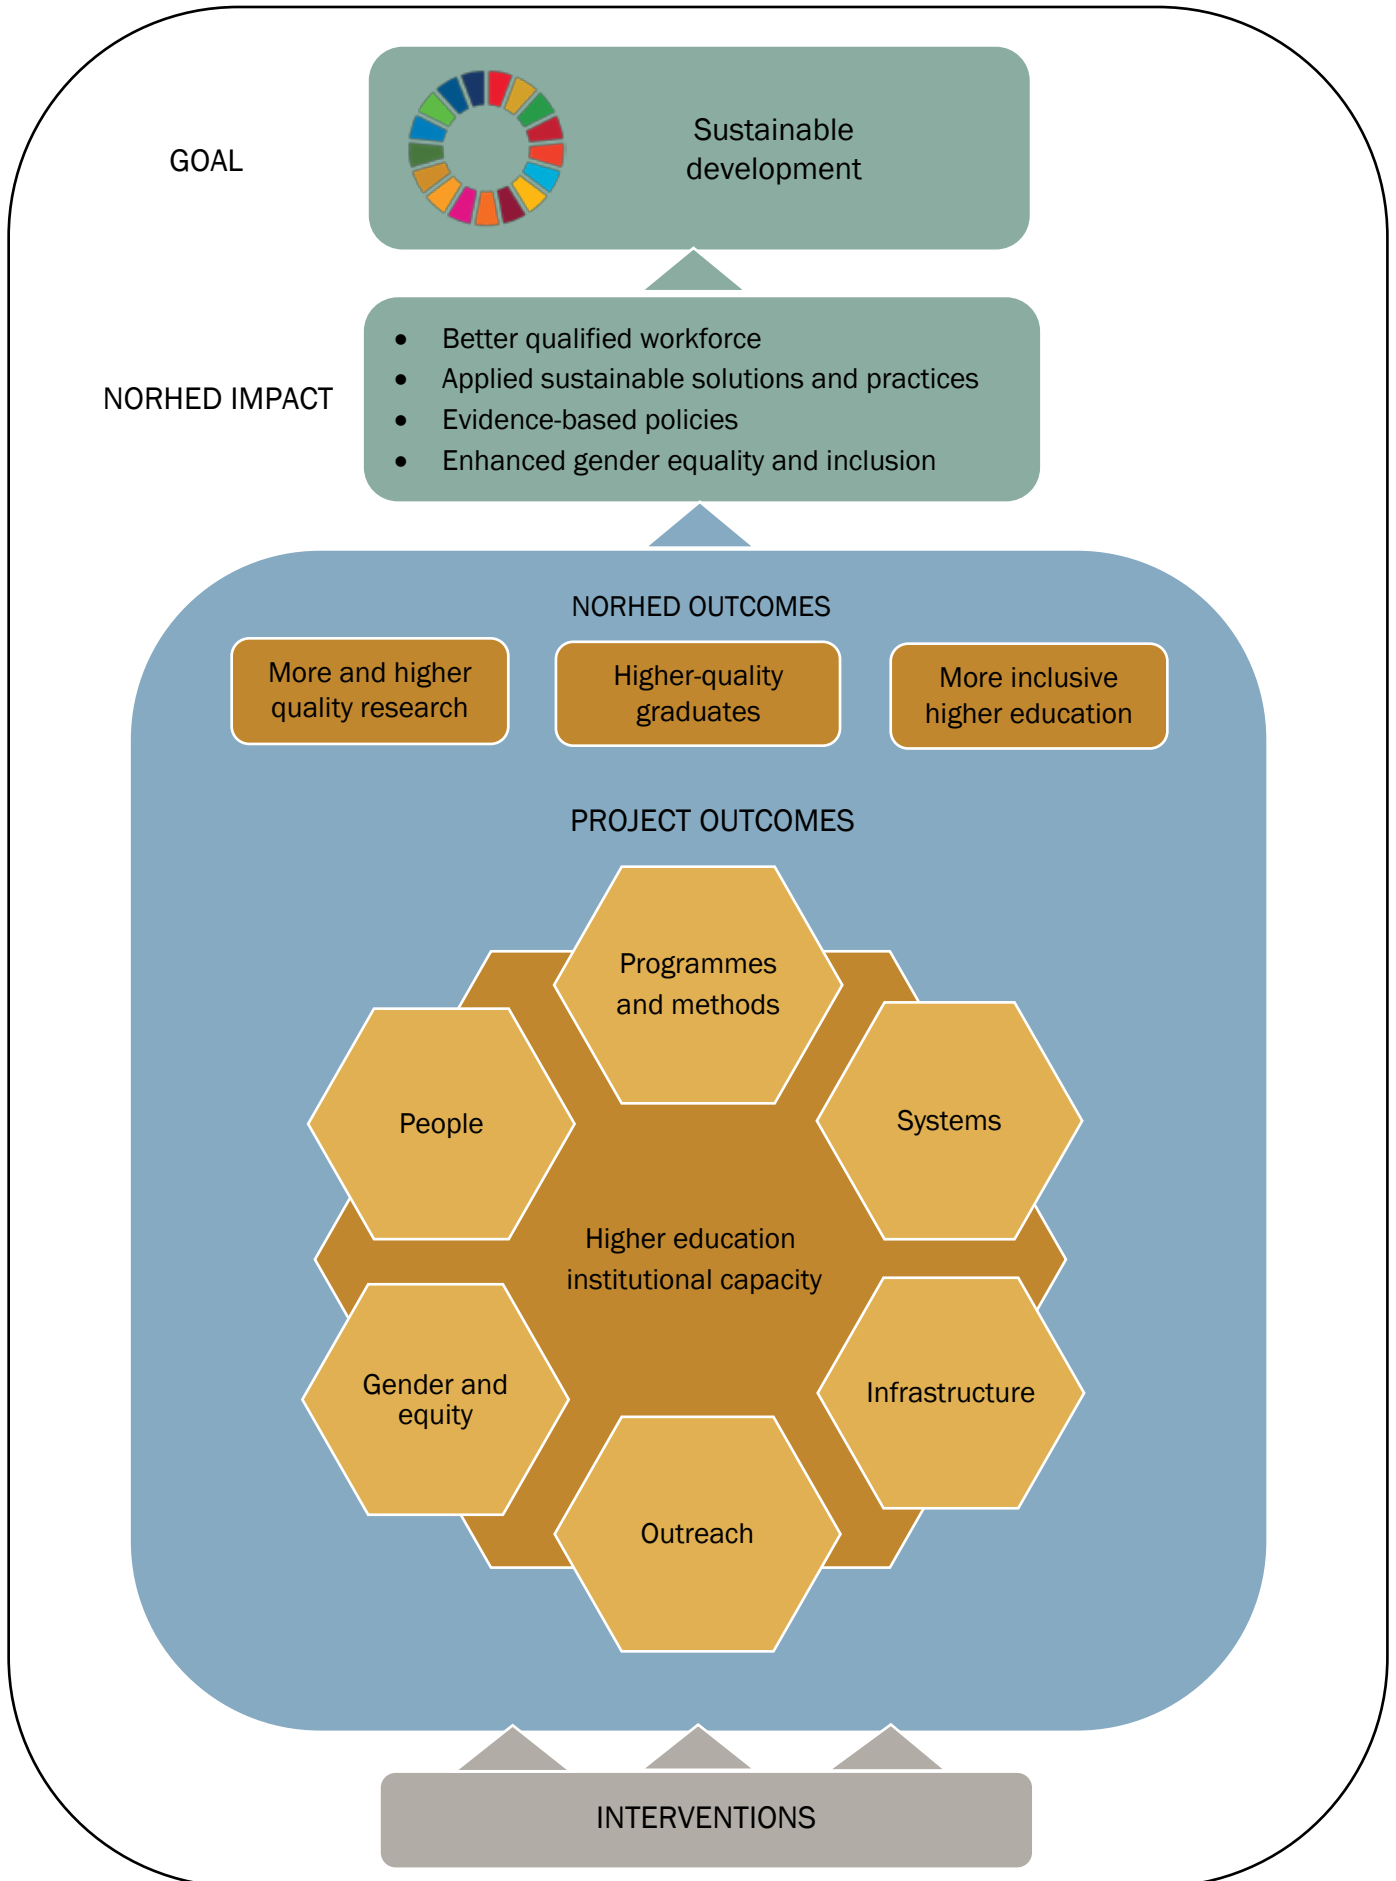 GOAL
Sustainable
development
NORHED IMPACT
• Better qualified workforce
• Applied sustainable solutions and practices
• Evidence-based policies
• Enhanced gender equality and inclusion
NORHED OUTCOMES
More and higher
quality research
Higher-quality
graduates
More inclusive
higher education
PROJECT OUTCOMES
Programmes
and methods
People
Systems
Higher education
institutional capacity
Gender and
equity
Infrastructure
Outreach
INTERVENTIONS